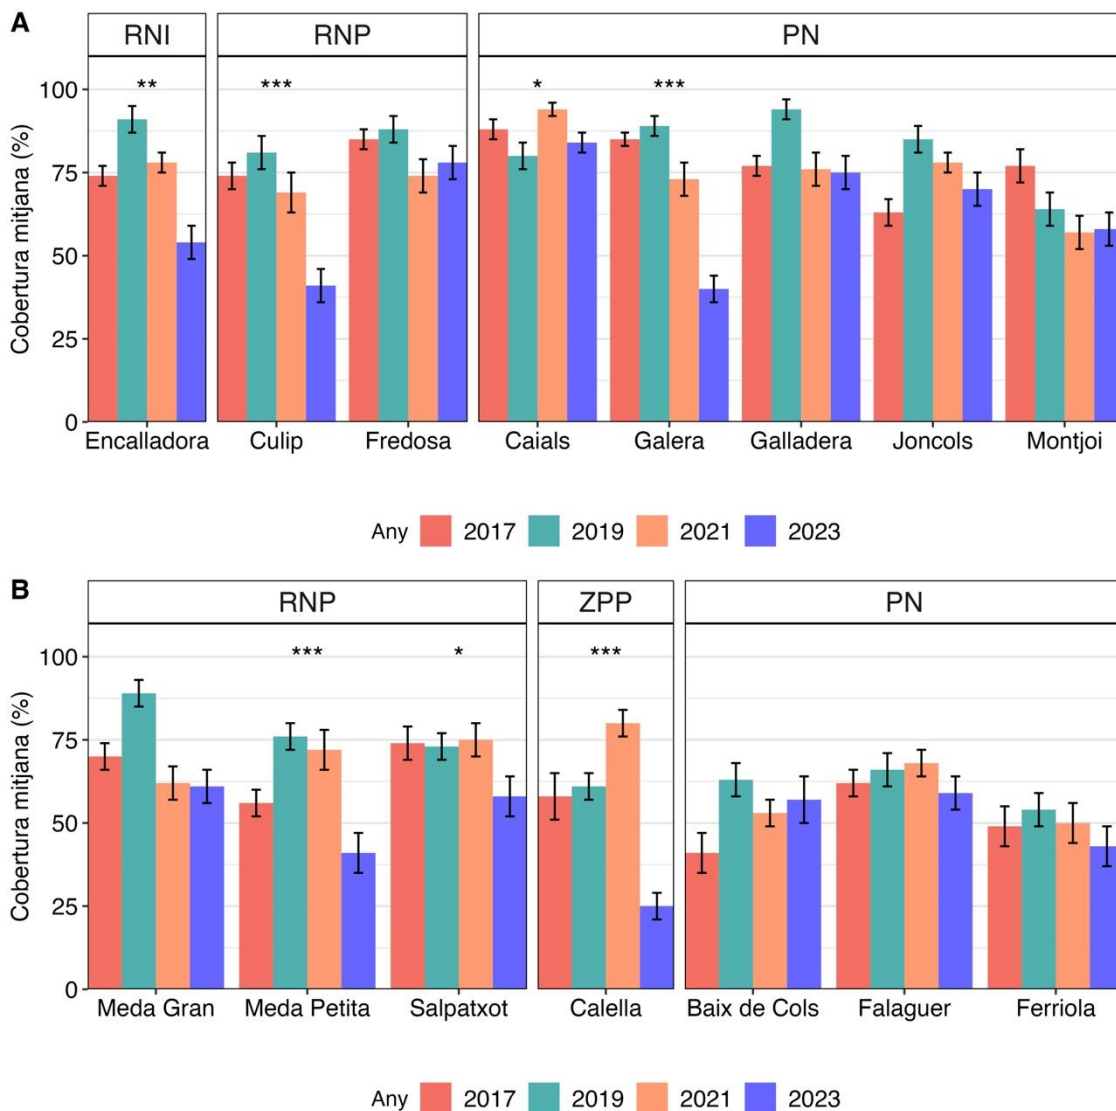 A
RNI RNP PN
** *** * ***
100
75
50
25
0
Cobertura mitjana (%)
Encalladora Culip Fredosa Caials Galera Galladera Joncols Montjoi
Any 2017 2019 2021 2023
B
RNP ZPP PN
*** * ***
100
75
50
25
0
Cobertura mitjana (%)
Meda Gran Meda Petita Salpatxot Calella Baix de Cols Falaguer Ferriola
Any 2017 2019 2021 2023